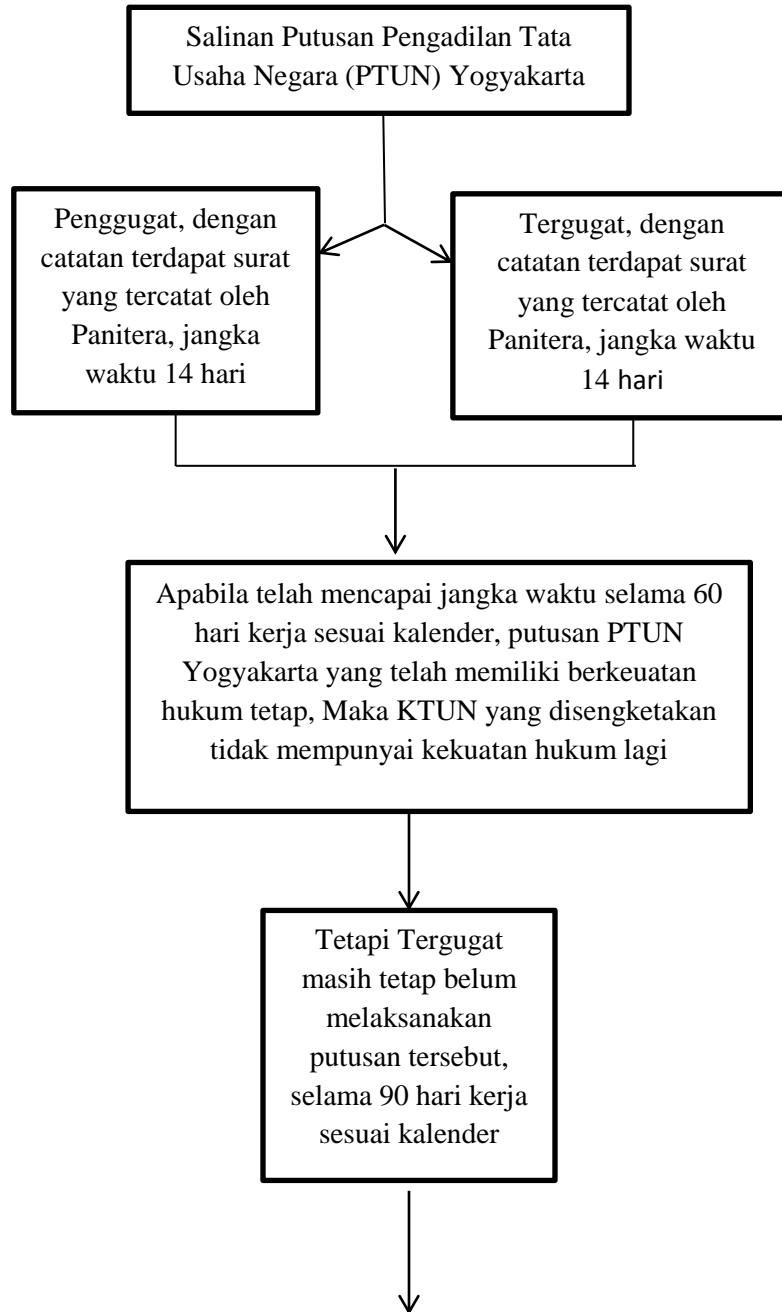 Salinan Putusan Pengadilan Tata
Usaha Negara (PTUN) Yogyakarta
Penggugat, dengan
catatan terdapat surat
yang tercatat oleh
Panitera, jangka
waktu 14 hari
Tergugat, dengan
catatan terdapat surat
yang tercatat oleh
Panitera, jangka waktu
14 hari
Apabila telah mencapai jangka waktu selama 60
hari kerja sesuai kalender, putusan PTUN
Yogyakarta yang telah memiliki berkeuatan
hukum tetap, Maka KTUN yang disengketakan
tidak mempunyai kekuatan hukum lagi
Tetapi Tergugat
masih tetap belum
melaksanakan
putusan tersebut,
selama 90 hari kerja
sesuai kalender